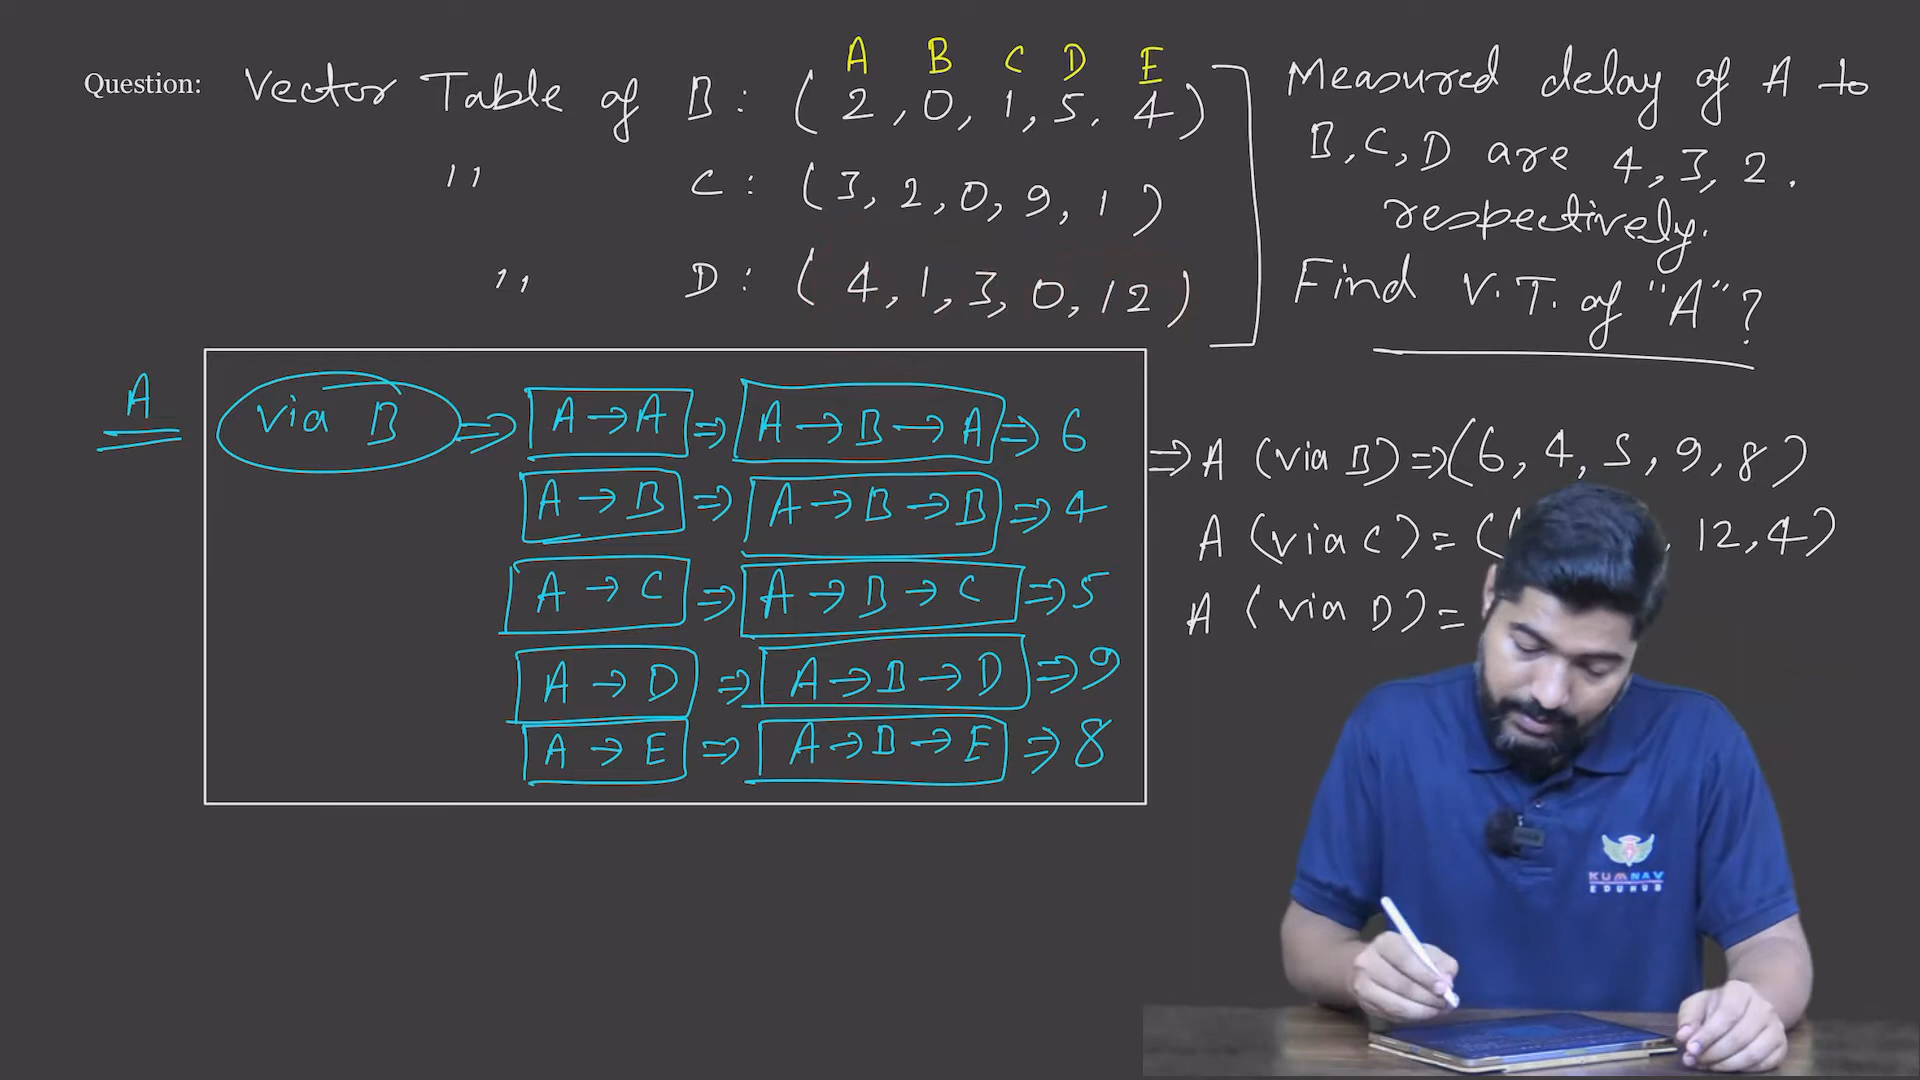 Question: Vector Table of B: (2, 0, 1, 5, 4)
A B C D E
" C: (3, 2, 0, 9, 1)
" D: (4, 1, 3, 0, 12)
Measured delay of A to
B, C, D are 4, 3, 2.
respectively.
Find V.T. of "A"?
A
via B ⇒ A → A ⇒ A → B → A ⇒ 6
A → B ⇒ A → B → B ⇒ 4
A → C ⇒ A → B → C ⇒ 5
A → D ⇒ A → B → D ⇒ 9
A → E ⇒ A → B → E ⇒ 8
⇒ A (via B) ⇒ (6, 4, 5, 9, 8)
A (via C) = ( , 12, 4)
A (via D) =
KUMNAV
EDUHUB